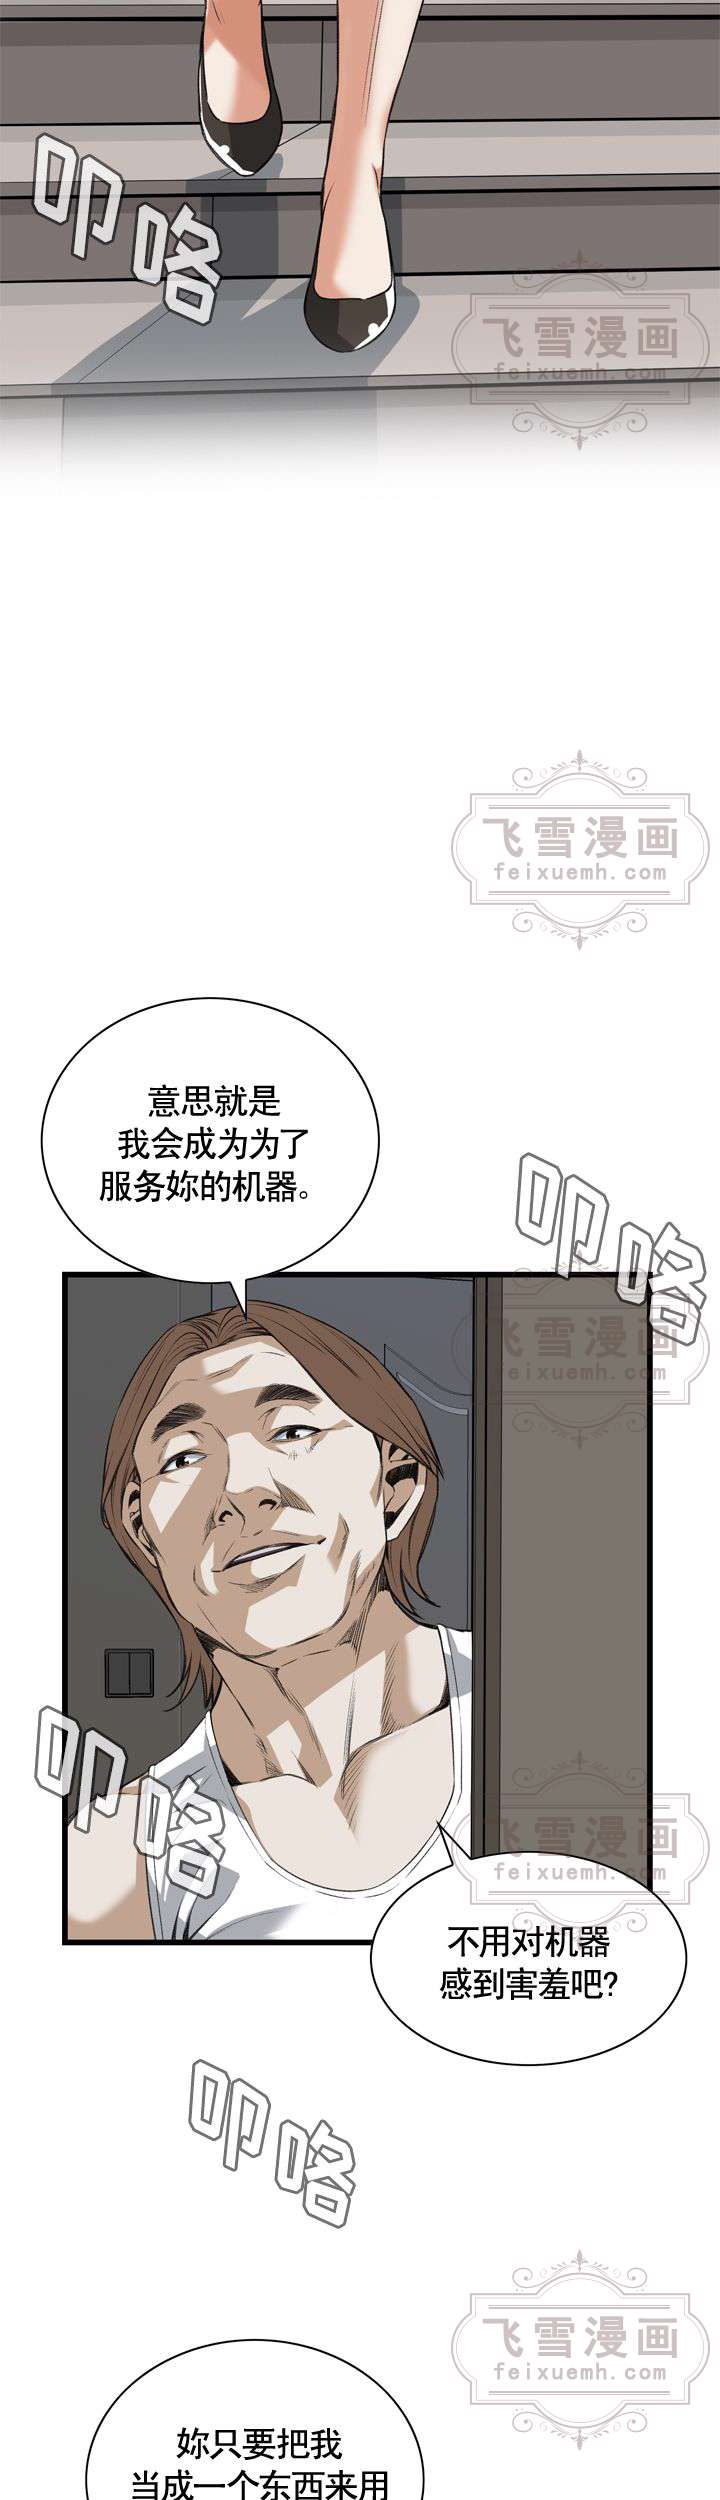 叩咯
飞雪漫画
feixuemh.com
飞雪漫画
feixuemh.com
意思就是
我会成为为了
服务妳的机器。
叩咯
飞雪漫画
feixuemh.com
叩咯
飞雪漫画
feixuemh.com
不用对机器
感到害羞吧?
叩咯
飞雪漫画
feixuemh.com
妳只要把我
当成一个东西来用